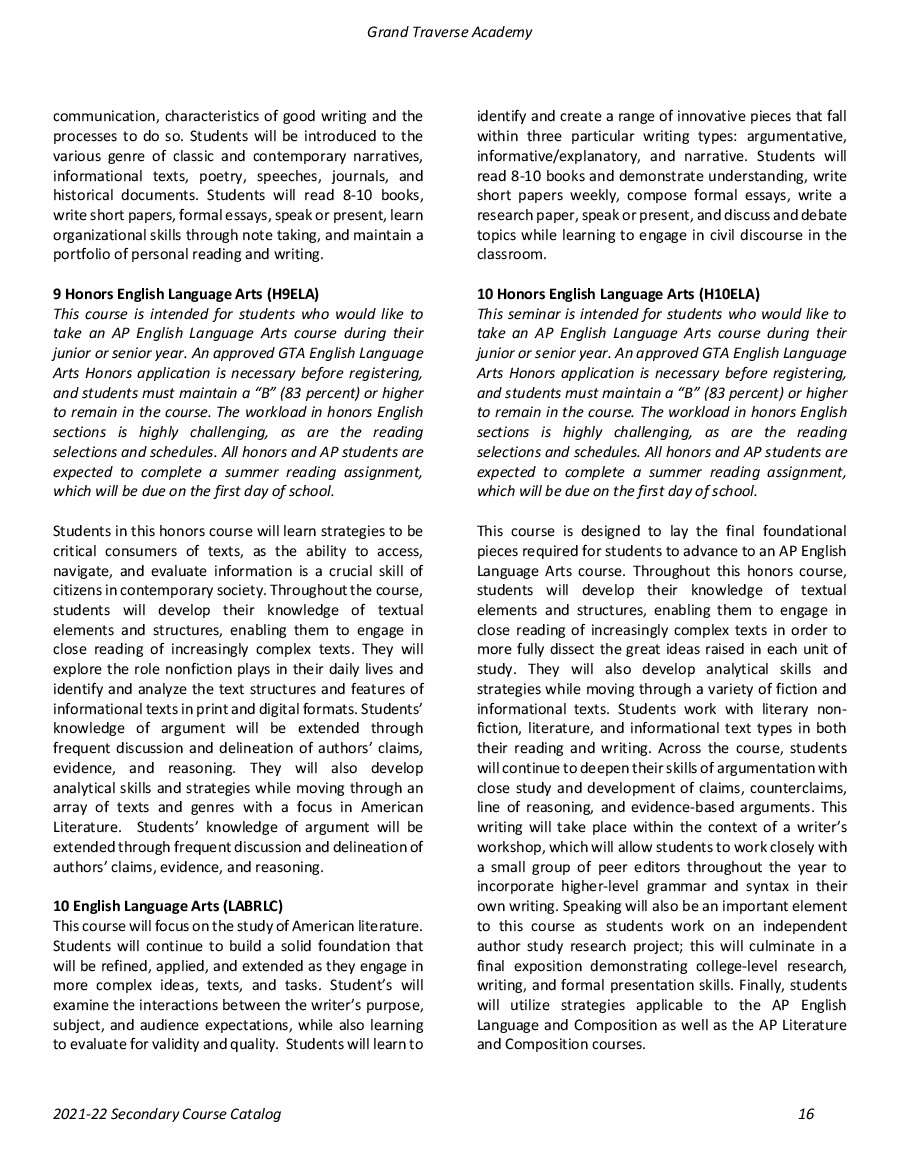 Grand Traverse Academy
communication, characteristics of good writing and the
processes to do so. Students will be introduced to the
various genre of classic and contemporary narratives,
informational texts, poetry, speeches, journals, and
historical documents. Students will read 8-10 books,
write short papers, formal essays, speak or present, learn
organizational skills through note taking, and maintain a
portfolio of personal reading and writing.
9 Honors English Language Arts (H9ELA)
This course is intended for students who would like to
take an AP English Language Arts course during their
junior or senior year. An approved GTA English Language
Arts Honors application is necessary before registering,
and students must maintain a “B” (83 percent) or higher
to remain in the course. The workload in honors English
sections is highly challenging, as are the reading
selections and schedules. All honors and AP students are
expected to complete a summer reading assignment,
which will be due on the first day of school.
Students in this honors course will learn strategies to be
critical consumers of texts, as the ability to access,
navigate, and evaluate information is a crucial skill of
citizens in contemporary society. Throughout the course,
students will develop their knowledge of textual
elements and structures, enabling them to engage in
close reading of increasingly complex texts. They will
explore the role nonfiction plays in their daily lives and
identify and analyze the text structures and features of
informational texts in print and digital formats. Students’
knowledge of argument will be extended through
frequent discussion and delineation of authors’ claims,
evidence, and reasoning. They will also develop
analytical skills and strategies while moving through an
array of texts and genres with a focus in American
Literature. Students’ knowledge of argument will be
extended through frequent discussion and delineation of
authors’ claims, evidence, and reasoning.
10 English Language Arts (LABRLC)
This course will focus on the study of American literature.
Students will continue to build a solid foundation that
will be refined, applied, and extended as they engage in
more complex ideas, texts, and tasks. Student’s will
examine the interactions between the writer’s purpose,
subject, and audience expectations, while also learning
to evaluate for validity and quality. Students will learn to
identify and create a range of innovative pieces that fall
within three particular writing types: argumentative,
informative/explanatory, and narrative. Students will
read 8-10 books and demonstrate understanding, write
short papers weekly, compose formal essays, write a
research paper, speak or present, and discuss and debate
topics while learning to engage in civil discourse in the
classroom.
10 Honors English Language Arts (H10ELA)
This seminar is intended for students who would like to
take an AP English Language Arts course during their
junior or senior year. An approved GTA English Language
Arts Honors application is necessary before registering,
and students must maintain a “B” (83 percent) or higher
to remain in the course. The workload in honors English
sections is highly challenging, as are the reading
selections and schedules. All honors and AP students are
expected to complete a summer reading assignment,
which will be due on the first day of school.
This course is designed to lay the final foundational
pieces required for students to advance to an AP English
Language Arts course. Throughout this honors course,
students will develop their knowledge of textual
elements and structures, enabling them to engage in
close reading of increasingly complex texts in order to
more fully dissect the great ideas raised in each unit of
study. They will also develop analytical skills and
strategies while moving through a variety of fiction and
informational texts. Students work with literary non-
fiction, literature, and informational text types in both
their reading and writing. Across the course, students
will continue to deepen their skills of argumentation with
close study and development of claims, counterclaims,
line of reasoning, and evidence-based arguments. This
writing will take place within the context of a writer’s
workshop, which will allow students to work closely with
a small group of peer editors throughout the year to
incorporate higher-level grammar and syntax in their
own writing. Speaking will also be an important element
to this course as students work on an independent
author study research project; this will culminate in a
final exposition demonstrating college-level research,
writing, and formal presentation skills. Finally, students
will utilize strategies applicable to the AP English
Language and Composition as well as the AP Literature
and Composition courses.
2021-22 Secondary Course Catalog 16